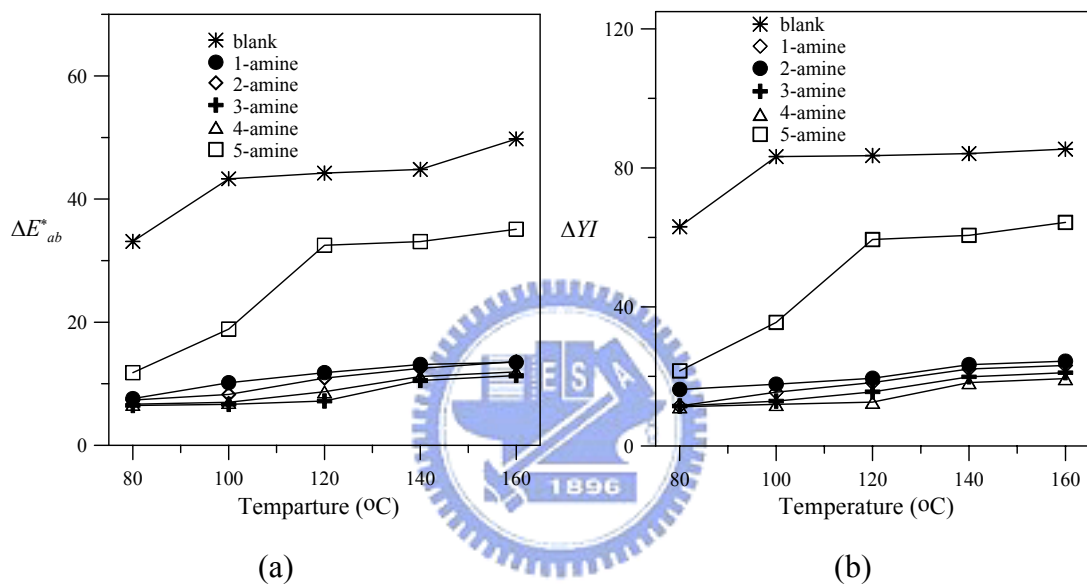 blank
1-amine
2-amine
3-amine
4-amine
5-amine
60
40
20
0
ΔE*ab
80 100 120 140 160
Temparture (oC)
(a)
blank
1-amine
2-amine
3-amine
4-amine
5-amine
120
80
40
0
ΔYI
80 100 120 140 160
Temperature (oC)
(b)
E S A
1896